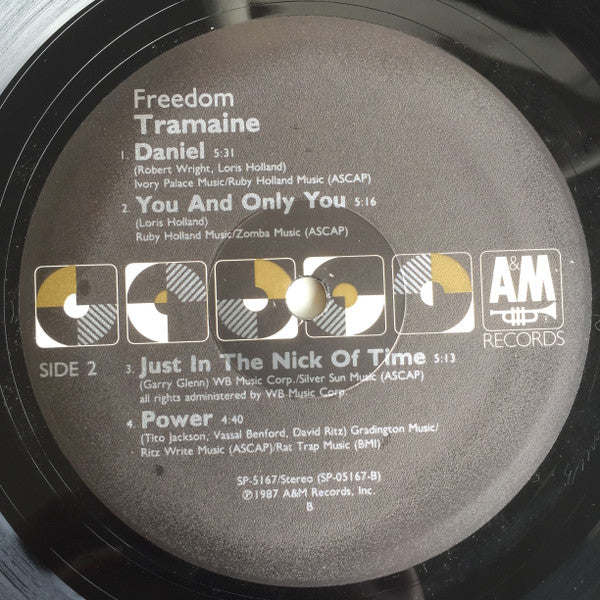 Freedom
Tramaine
1. Daniel 5:31
(Robert Wright, Loris Holland)
Ivory Palace Music/Ruby Holland Music (ASCAP)
2. You And Only You 5:16
(Loris Holland)
Ruby Holland Music/Zomba Music (ASCAP)
A&M
RECORDS
SIDE 2
3. Just In The Nick Of Time 5:13
(Garry Glenn) WB Music Corp./Silver Sun Music (ASCAP)
all rights administered by WB Music Corp.
4. Power 4:40
(Tito Jackson, Vassal Benford, David Ritz) Gradington Music/
Ritz Write Music (ASCAP)/Rat Trap Music (BMI)
SP-5167/Stereo (SP-05167-B)
℗1987 A&M Records, Inc.
B